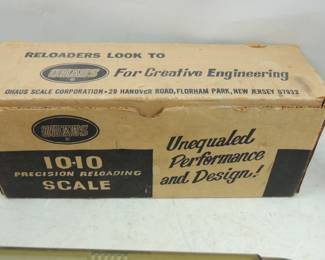 RELOADERS LOOK TO
OHAUS For Creative Engineering
OHAUS SCALE CORPORATION • 29 HANOVER ROAD, FLORHAM PARK, NEW JERSEY 07932
OHAUS
10-10
PRECISION RELOADING
SCALE
Unequaled
Performance
and Design!